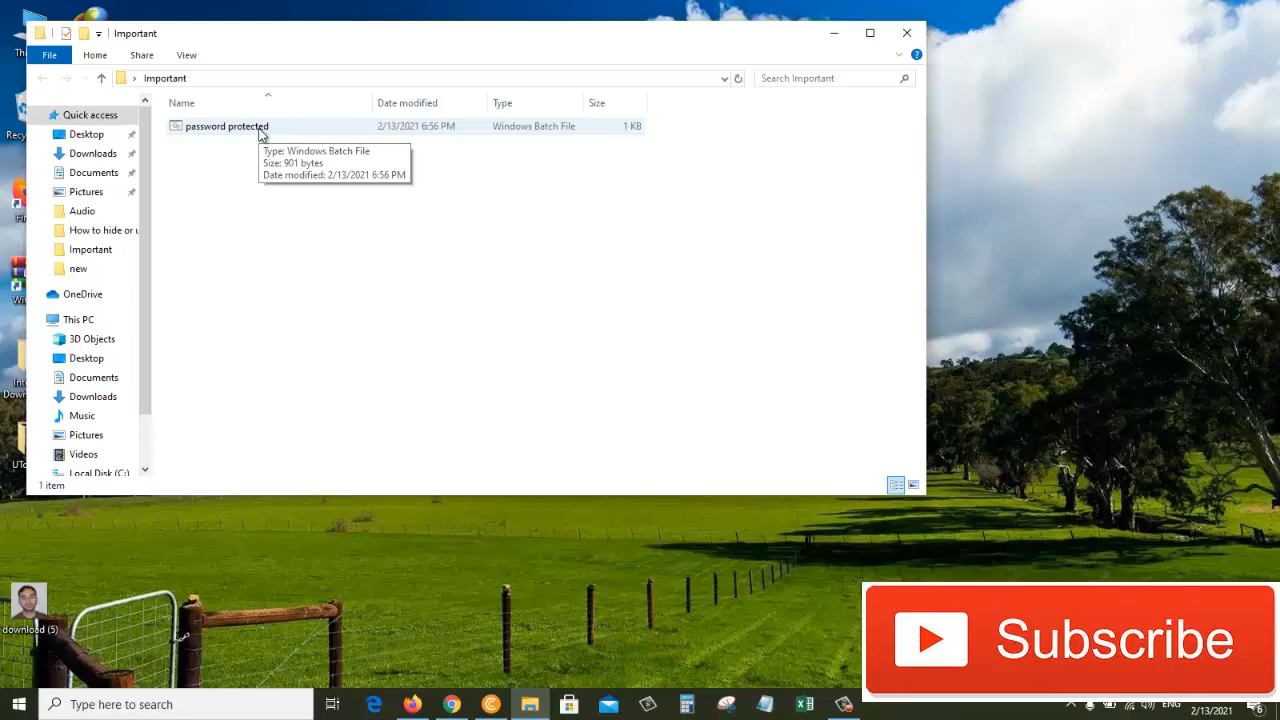 Important
File Home Share View
Important
Search Important
Name Date modified Type Size
Quick access
password protected 2/13/2021 6:56 PM Windows Batch File 1 KB
Desktop
Type: Windows Batch File
Downloads
Size: 901 bytes
Documents
Date modified: 2/13/2021 6:56 PM
Pictures
Audio
How to hide or u
Important
new
OneDrive
This PC
3D Objects
Desktop
Documents
Downloads
Music
Pictures
Videos
Local Disk (C:)
1 item
download (5)
Subscribe
Type here to search
ENG
2/13/2021
6